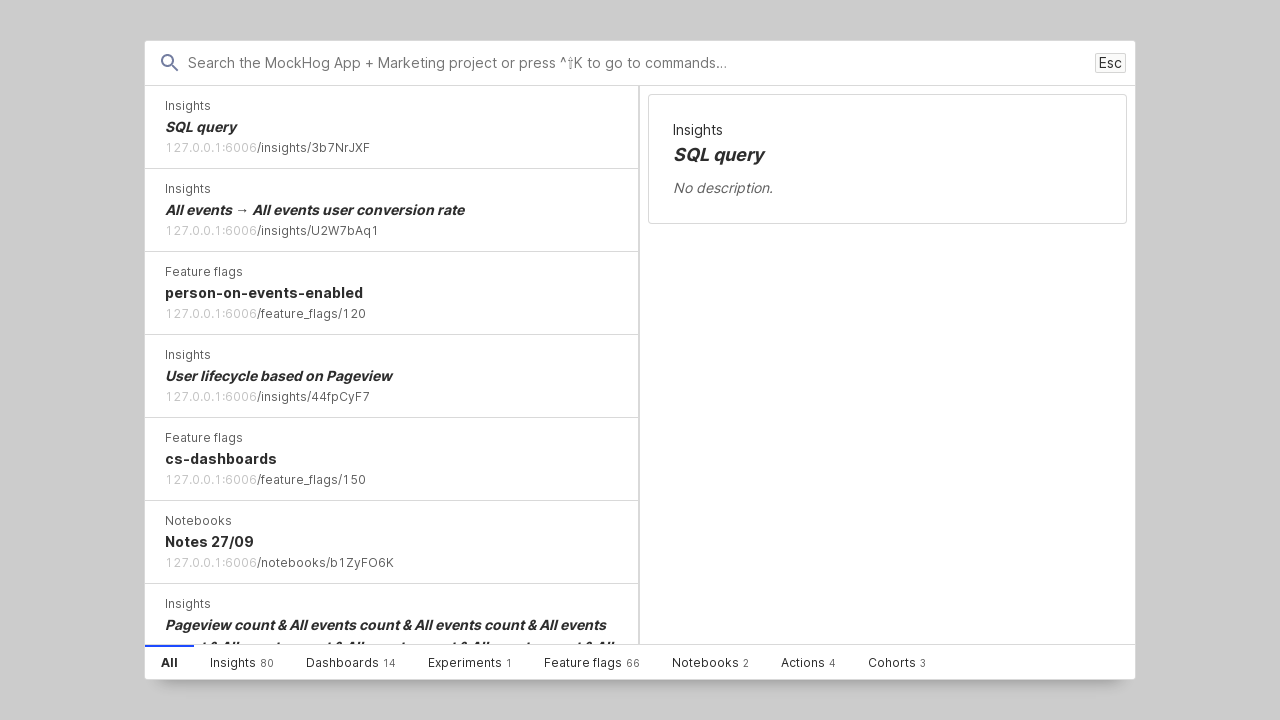 Search the MockHog App + Marketing project or press ^⇧K to go to commands...
Esc
Insights
SQL query
127.0.0.1:6006/insights/3b7NrJXF
Insights
All events → All events user conversion rate
127.0.0.1:6006/insights/U2W7bAq1
Feature flags
person-on-events-enabled
127.0.0.1:6006/feature_flags/120
Insights
User lifecycle based on Pageview
127.0.0.1:6006/insights/44fpCyF7
Feature flags
cs-dashboards
127.0.0.1:6006/feature_flags/150
Notebooks
Notes 27/09
127.0.0.1:6006/notebooks/b1ZyFO6K
Insights
Pageview count & All events count & All events count & All events
Insights
SQL query
No description.
All Insights 80 Dashboards 14 Experiments 1 Feature flags 66 Notebooks 2 Actions 4 Cohorts 3